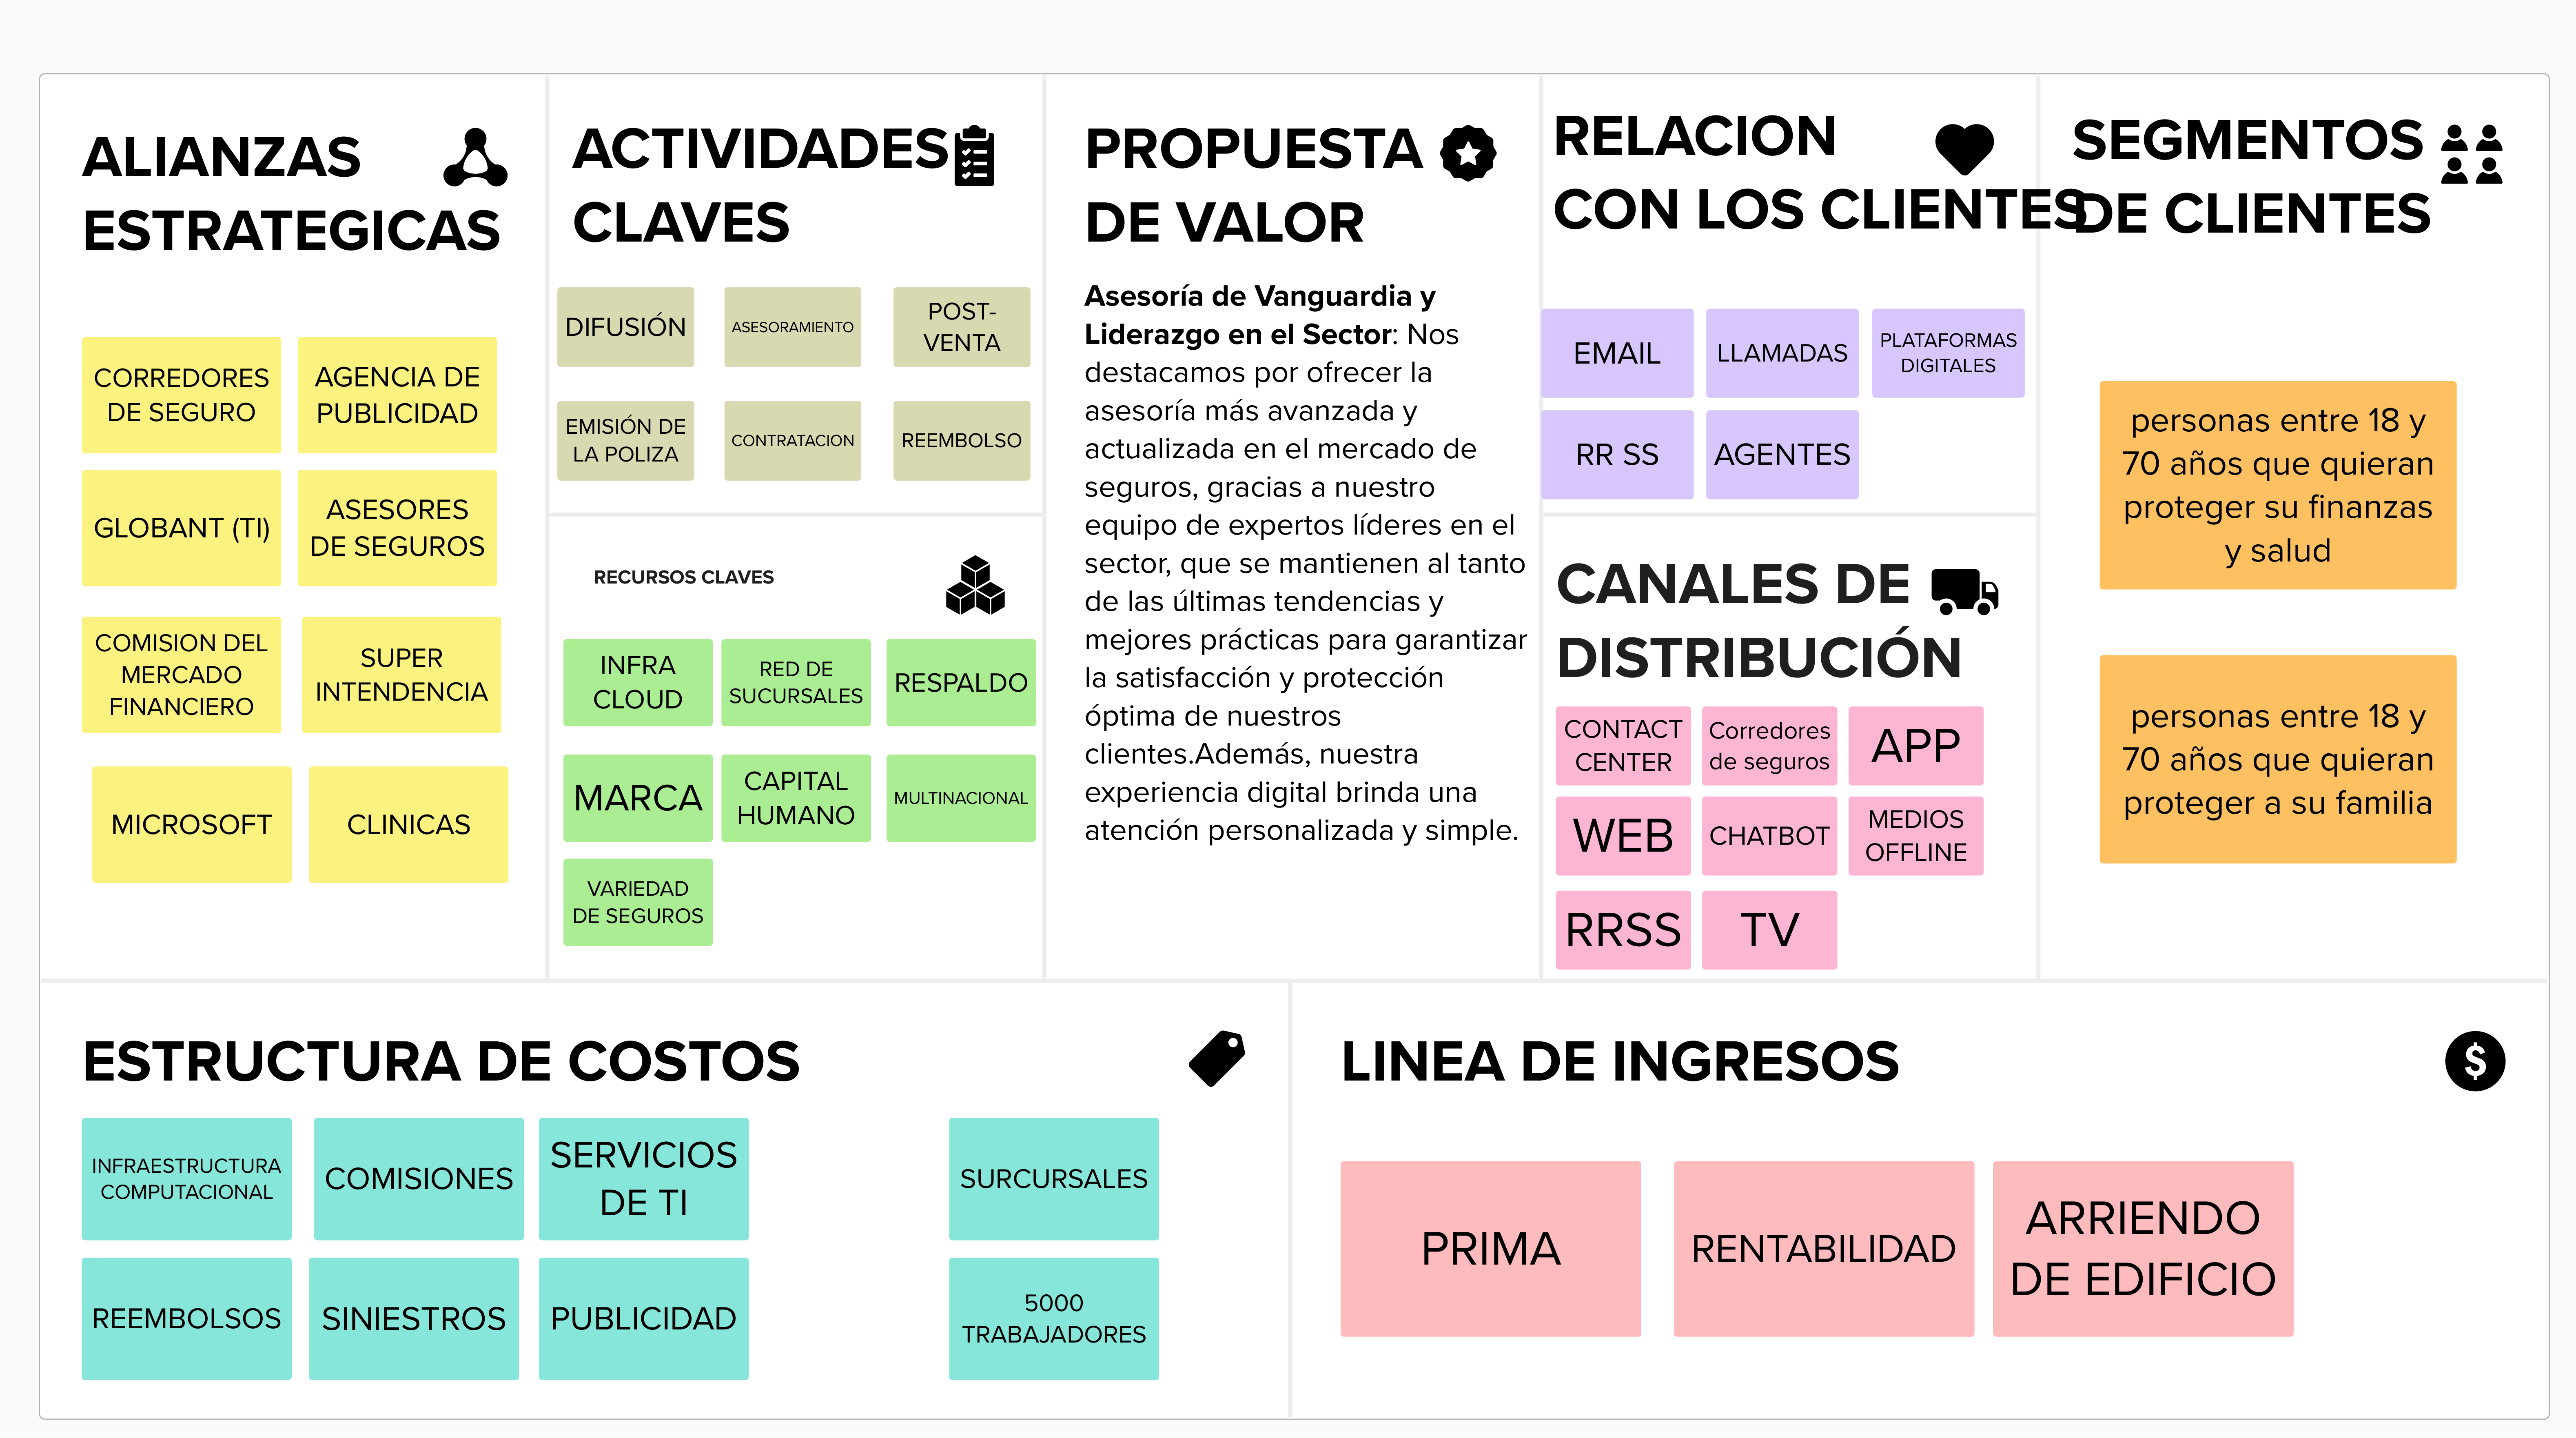 ALIANZAS
ESTRATEGICAS
CORREDORES
DE SEGURO
AGENCIA DE
PUBLICIDAD
GLOBANT (TI)
ASESORES
DE SEGUROS
COMISION DEL
MERCADO
FINANCIERO
SUPER
INTENDENCIA
MICROSOFT
CLINICAS
ACTIVIDADES
CLAVES
DIFUSIÓN
ASESORAMIENTO
POST-
VENTA
EMISIÓN DE
LA POLIZA
CONTRATACION
REEMBOLSO
RECURSOS CLAVES
INFRA
CLOUD
RED DE
SUCURSALES
RESPALDO
MARCA
CAPITAL
HUMANO
MULTINACIONAL
VARIEDAD
DE SEGUROS
PROPUESTA
DE VALOR
Asesoría de Vanguardia y
Liderazgo en el Sector: Nos
destacamos por ofrecer la
asesoría más avanzada y
actualizada en el mercado de
seguros, gracias a nuestro
equipo de expertos líderes en el
sector, que se mantienen al tanto
de las últimas tendencias y
mejores prácticas para garantizar
la satisfacción y protección
óptima de nuestros
clientes.Además, nuestra
experiencia digital brinda una
atención personalizada y simple.
RELACION
CON LOS CLIENTES
EMAIL
LLAMADAS
PLATAFORMAS
DIGITALES
RR SS
AGENTES
CANALES DE
DISTRIBUCIÓN
CONTACT
CENTER
Corredores
de seguros
APP
WEB
CHATBOT
MEDIOS
OFFLINE
RRSS
TV
SEGMENTOS
DE CLIENTES
personas entre 18 y
70 años que quieran
proteger su finanzas
y salud
personas entre 18 y
70 años que quieran
proteger a su familia
ESTRUCTURA DE COSTOS
INFRAESTRUCTURA
COMPUTACIONAL
COMISIONES
SERVICIOS
DE TI
SURCURSALES
REEMBOLSOS
SINIESTROS
PUBLICIDAD
5000
TRABAJADORES
LINEA DE INGRESOS
$
PRIMA
RENTABILIDAD
ARRIENDO
DE EDIFICIO